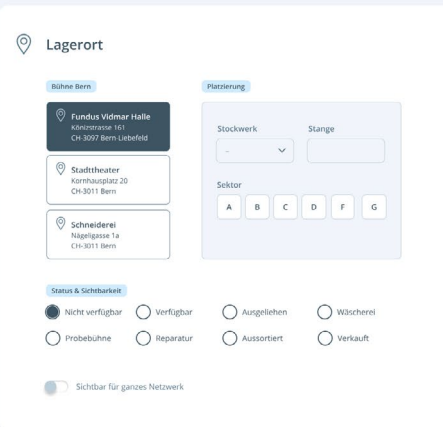 Lagerort
Bühne Bern
Platzierung
Fundus Vidmar Halle
Könizstrasse 161
CH-3097 Bern Liebefeld
Stadttheater
Kornhausplatz 20
CH-3011 Bern
Schneiderei
Nägeligasse 1a
CH-3011 Bern
Stockwerk Stange
–
Sektor
A B C D F G
Status & Sichtbarkeit
Nicht verfügbar Verfügbar Ausgeliehen Wäscherei
Probebühne Reparatur Aussortiert Verkauft
Sichtbar für ganzes Netzwerk